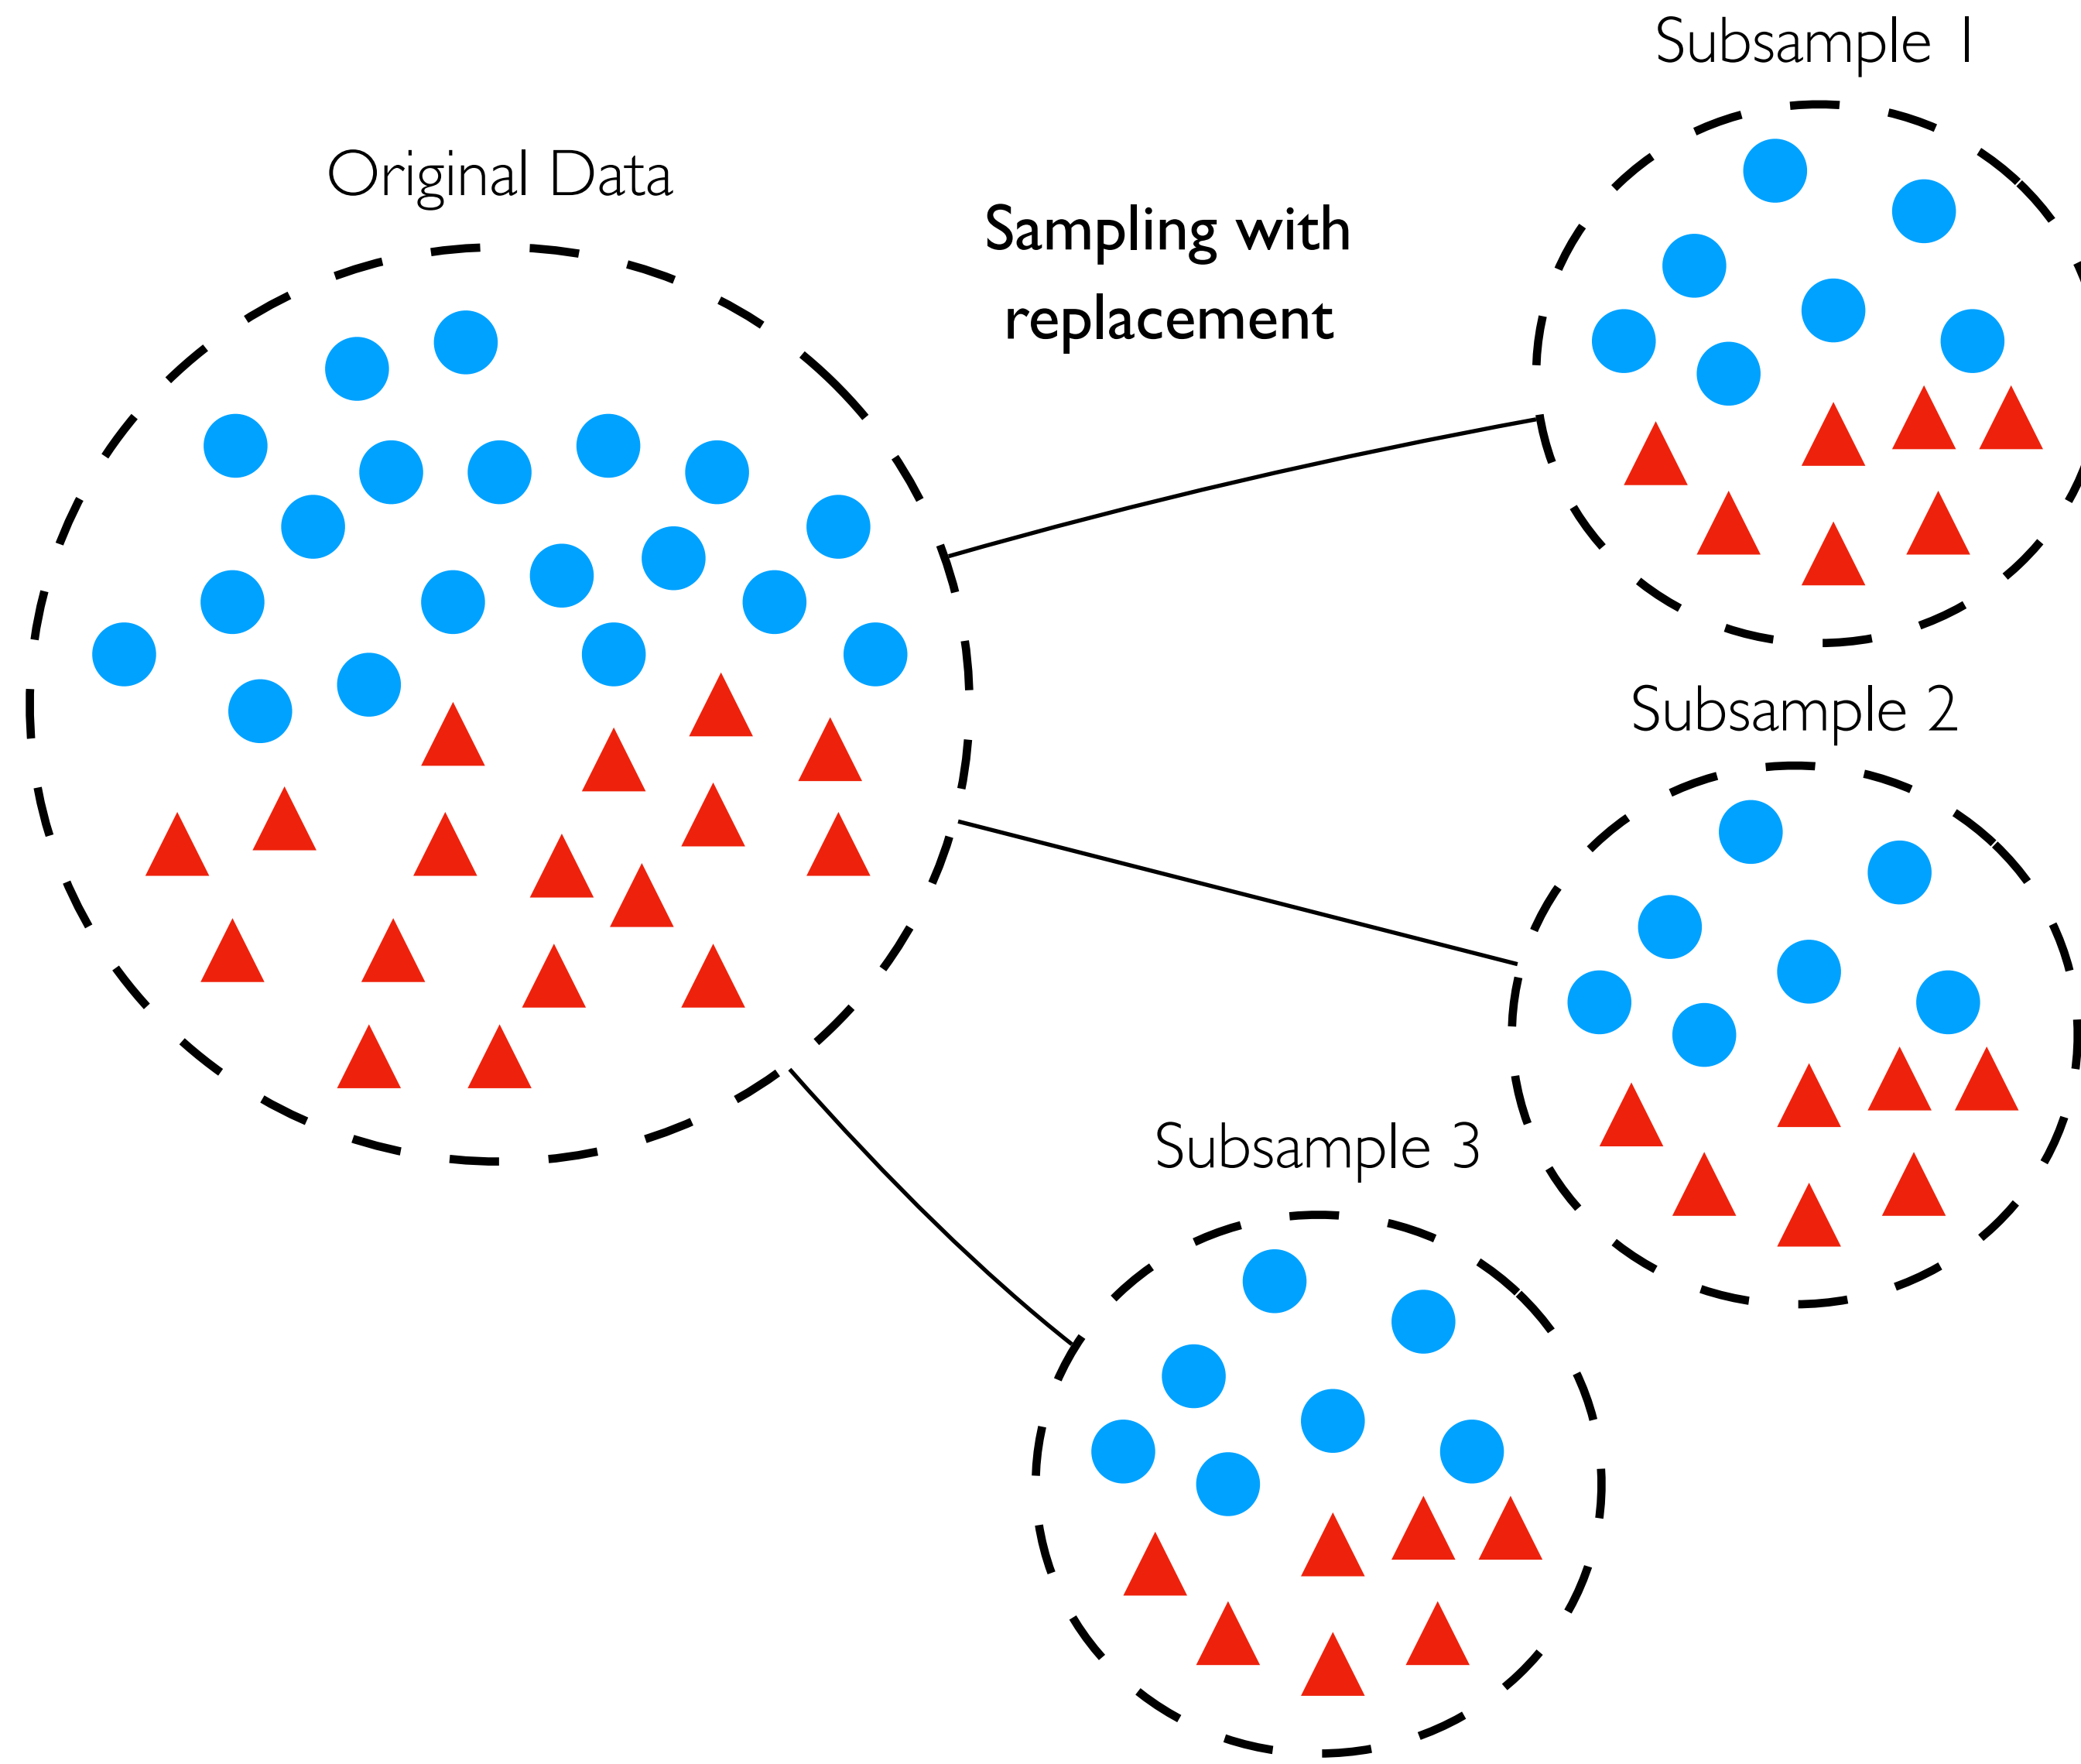 Original Data
Sampling with
replacement
Subsample 1
Subsample 2
Subsample 3